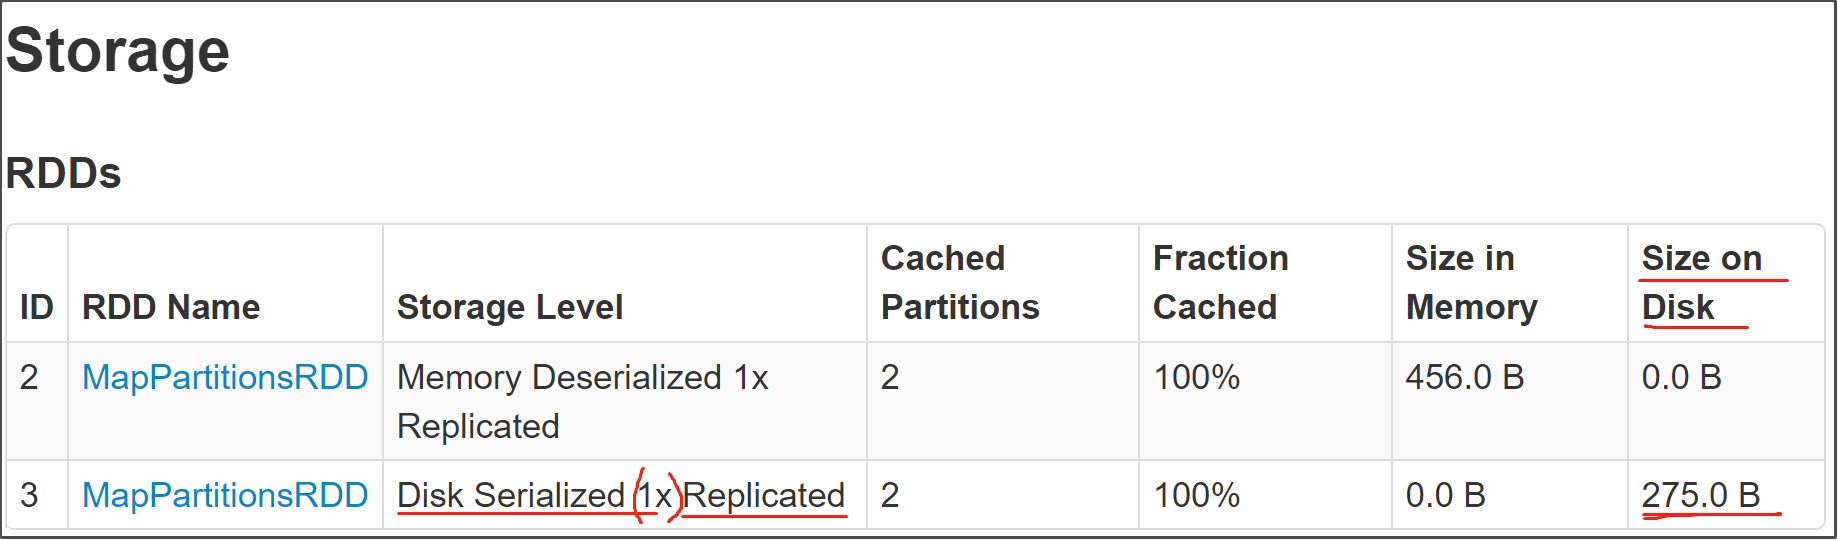 Storage
RDDs
ID RDD Name Storage Level Cached Partitions Fraction Cached Size in Memory Size on Disk
2 MapPartitionsRDD Memory Deserialized 1x Replicated 2 100% 456.0 B 0.0 B
3 MapPartitionsRDD Disk Serialized 1x Replicated 2 100% 0.0 B 275.0 B